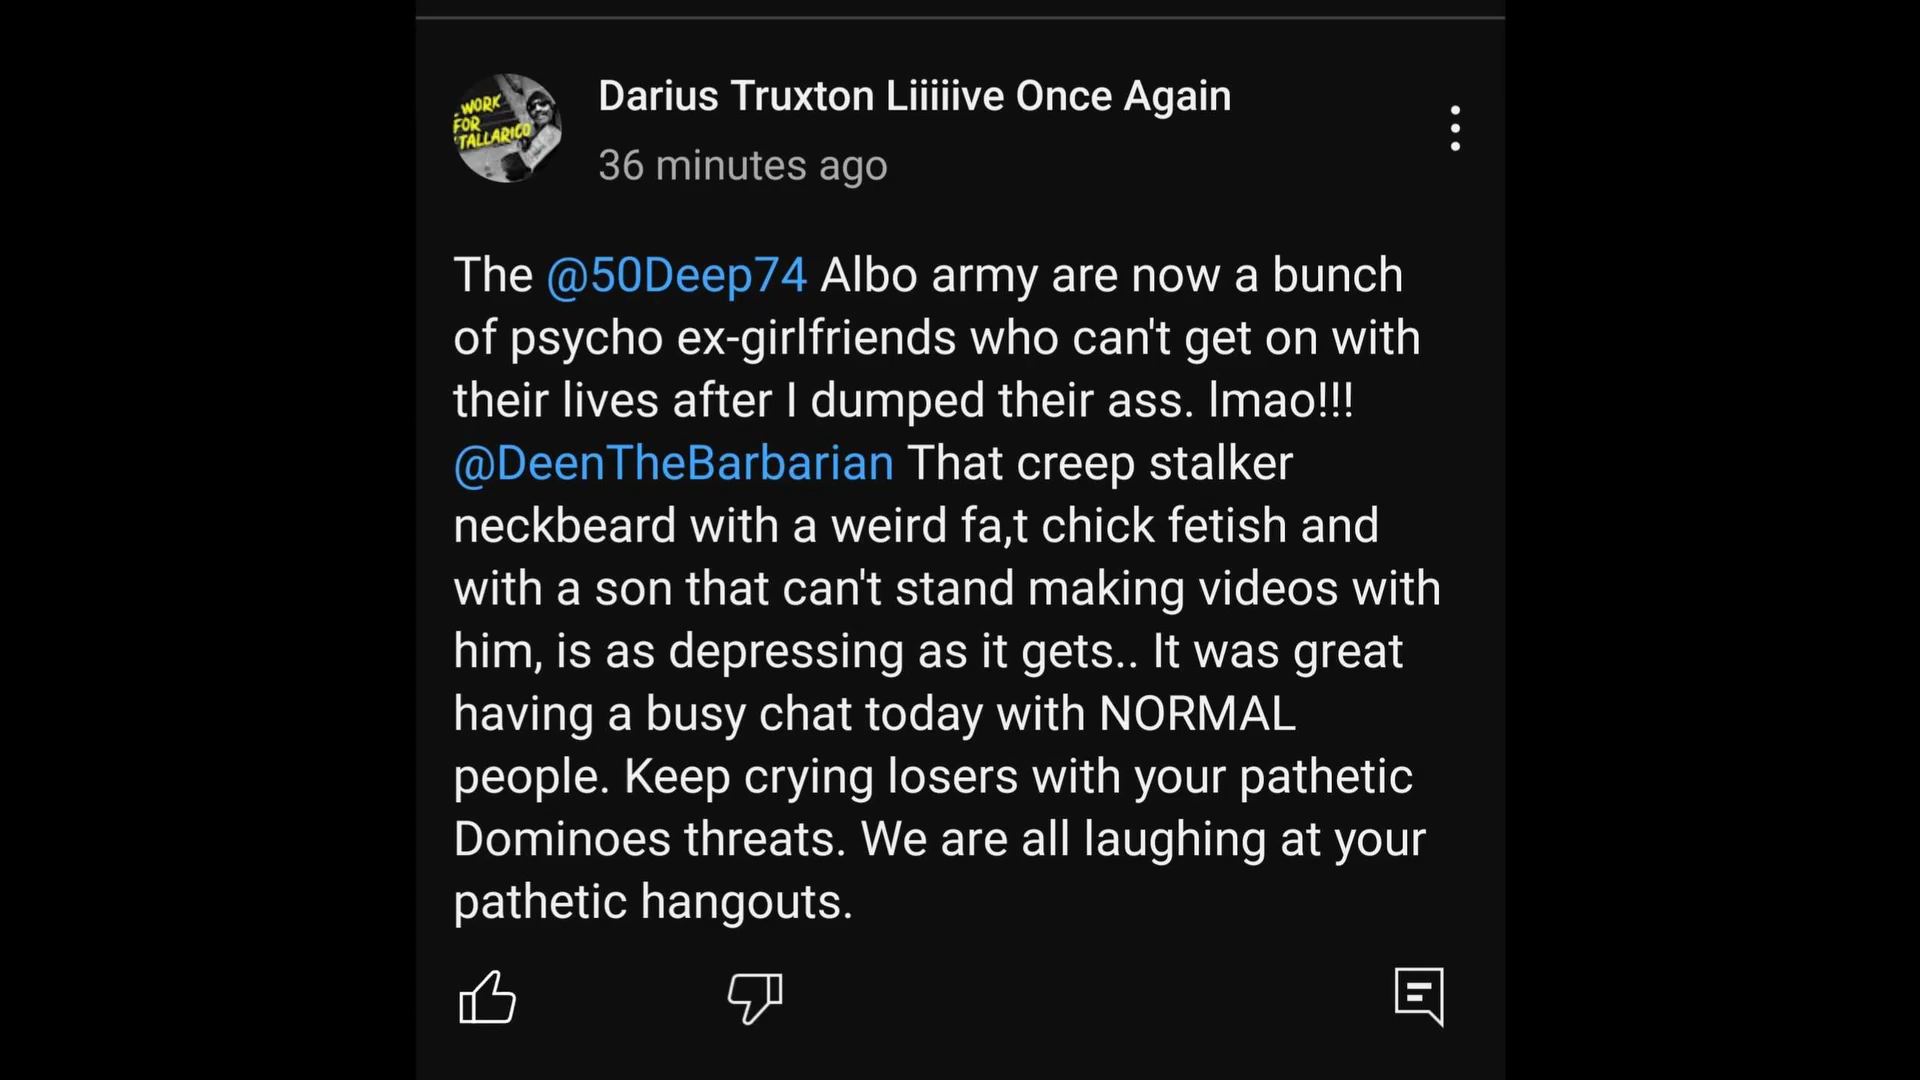 WORK
FOR
TALLARICO
Darius Truxton Liiiiive Once Again
36 minutes ago
The @50Deep74 Albo army are now a bunch
of psycho ex-girlfriends who can't get on with
their lives after I dumped their ass. lmao!!!
@DeenTheBarbarian That creep stalker
neckbeard with a weird fa,t chick fetish and
with a son that can't stand making videos with
him, is as depressing as it gets.. It was great
having a busy chat today with NORMAL
people. Keep crying losers with your pathetic
Dominoes threats. We are all laughing at your
pathetic hangouts.